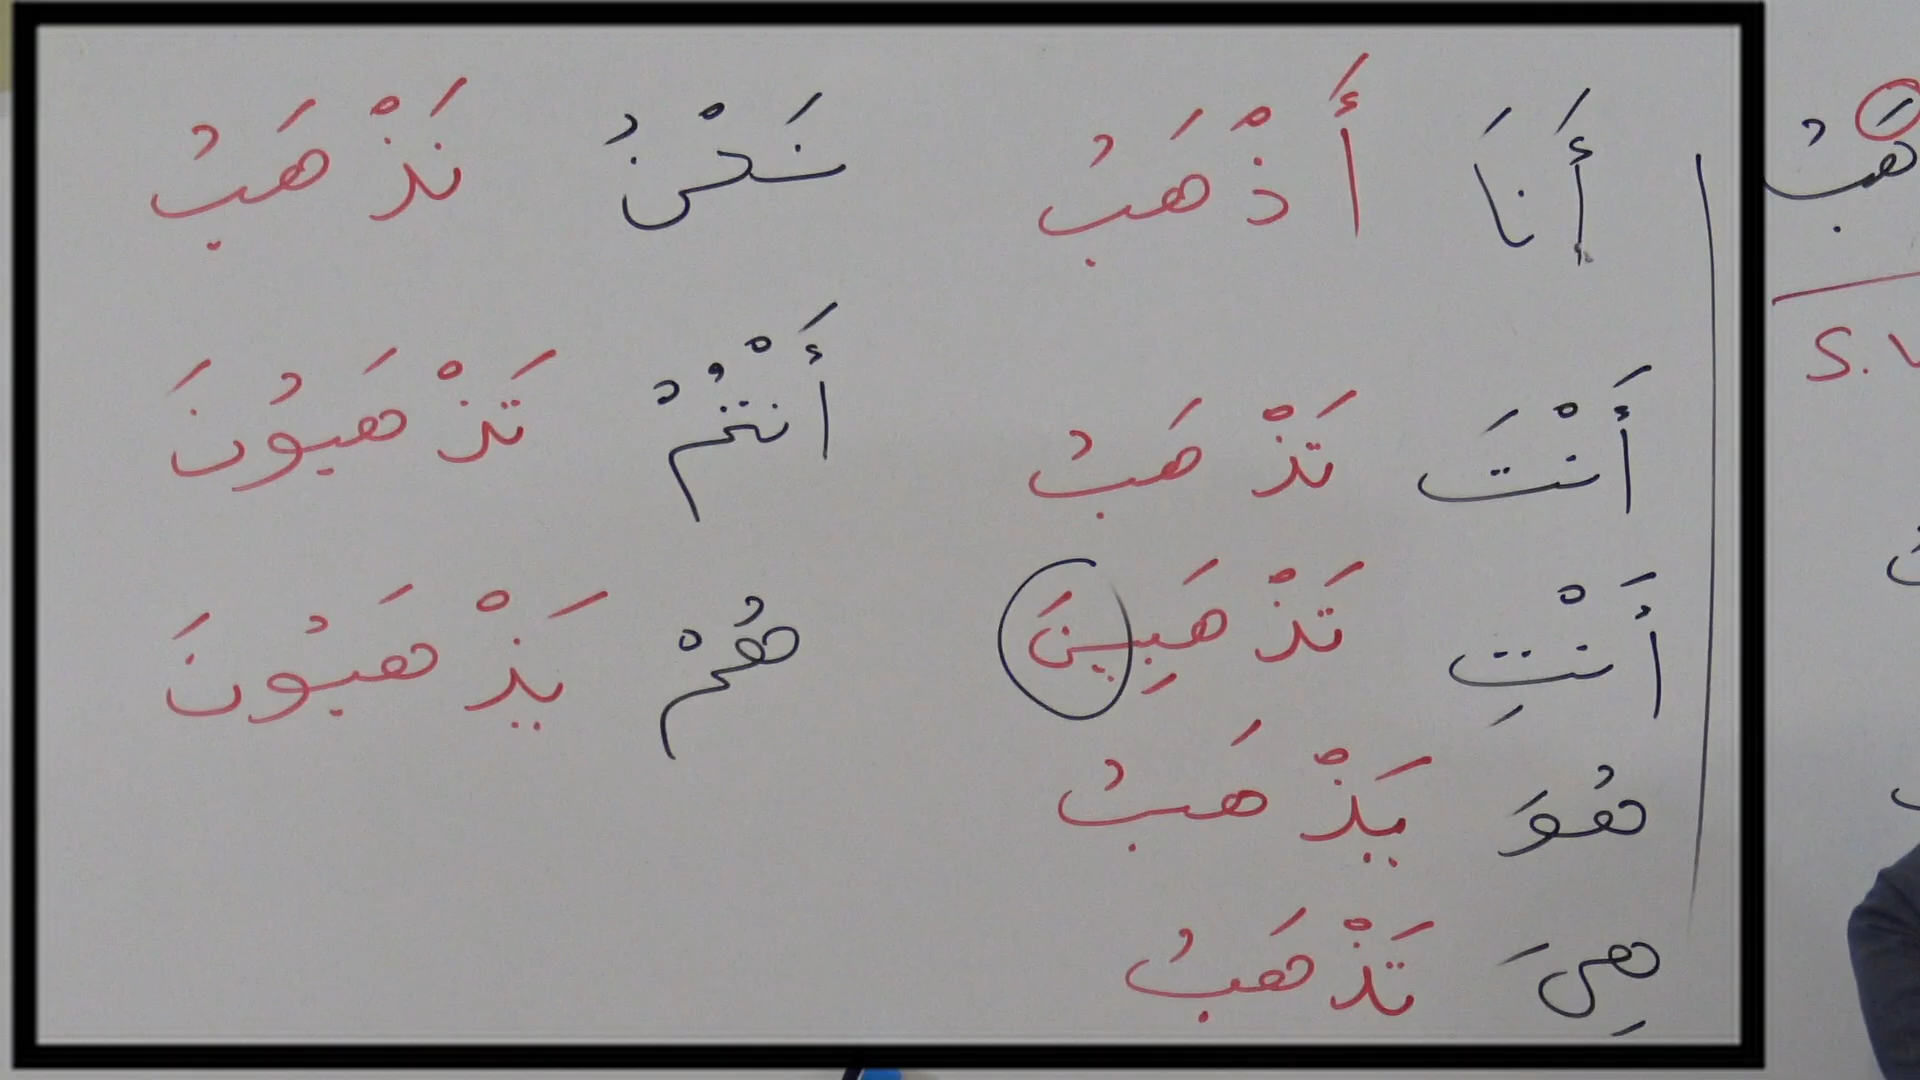 أَنَا أَذْهَبُ نَحْنُ نَذْهَبُ
أَنْتَ تَذْهَبُ أَنْتُمْ تَذْهَبُونَ
أَنْتِ تَذْهَبِينَ
هُوَ يَذْهَبُ هُمْ يَذْهَبُونَ
هِيَ تَذْهَبُ
هَبُ
S.V